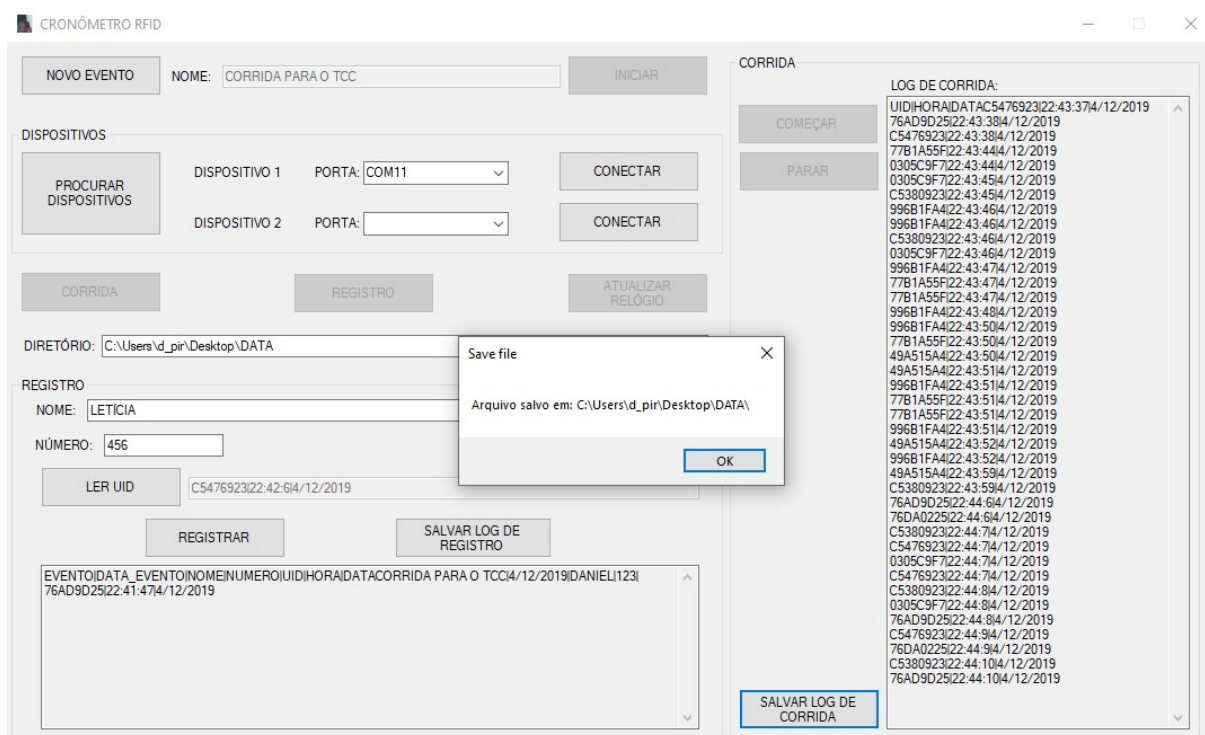 CRONÔMETRO RFID
NOVO EVENTO
NOME: CORRIDA PARA O TCC
INICIAR
DISPOSITIVOS
PROCURAR
DISPOSITIVOS
DISPOSITIVO 1 PORTA: COM11 CONECTAR
DISPOSITIVO 2 PORTA: CONECTAR
CORRIDA
REGISTRO
ATUALIZAR
RELÓGIO
DIRETÓRIO: C:\Users\d_pir\Desktop\DATA
REGISTRO
NOME: LETÍCIA
NÚMERO: 456
LER UID
C5476923|22:42:6|4/12/2019
REGISTRAR
SALVAR LOG DE
REGISTRO
EVENTO|DATA_EVENTO|NOME|NUMERO|UID|HORA|DATACORRIDA PARA O TCC|4/12/2019|DANIEL|123|
76AD9D25|22:41:47|4/12/2019
Save file
Arquivo salvo em: C:\Users\d_pir\Desktop\DATA\
OK
CORRIDA
COMEÇAR
PARAR
LOG DE CORRIDA:
UID|HORA|DATAC5476923|22:43:37|4/12/2019
76AD9D25|22:43:38|4/12/2019
C5476923|22:43:38|4/12/2019
77B1A55F|22:43:44|4/12/2019
0305C9F7|22:43:44|4/12/2019
0305C9F7|22:43:45|4/12/2019
C5380923|22:43:45|4/12/2019
996B1FA4|22:43:46|4/12/2019
996B1FA4|22:43:46|4/12/2019
C5380923|22:43:46|4/12/2019
0305C9F7|22:43:46|4/12/2019
996B1FA4|22:43:47|4/12/2019
77B1A55F|22:43:47|4/12/2019
77B1A55F|22:43:47|4/12/2019
996B1FA4|22:43:48|4/12/2019
996B1FA4|22:43:50|4/12/2019
77B1A55F|22:43:50|4/12/2019
49A515A4|22:43:50|4/12/2019
49A515A4|22:43:51|4/12/2019
996B1FA4|22:43:51|4/12/2019
77B1A55F|22:43:51|4/12/2019
77B1A55F|22:43:51|4/12/2019
996B1FA4|22:43:51|4/12/2019
49A515A4|22:43:52|4/12/2019
996B1FA4|22:43:52|4/12/2019
49A515A4|22:43:59|4/12/2019
C5380923|22:43:59|4/12/2019
76AD9D25|22:44:6|4/12/2019
76DA0225|22:44:6|4/12/2019
C5380923|22:44:7|4/12/2019
C5476923|22:44:7|4/12/2019
0305C9F7|22:44:7|4/12/2019
C5476923|22:44:7|4/12/2019
C5380923|22:44:8|4/12/2019
0305C9F7|22:44:8|4/12/2019
76AD9D25|22:44:8|4/12/2019
C5476923|22:44:9|4/12/2019
76DA0225|22:44:9|4/12/2019
C5380923|22:44:10|4/12/2019
76AD9D25|22:44:10|4/12/2019
SALVAR LOG DE
CORRIDA